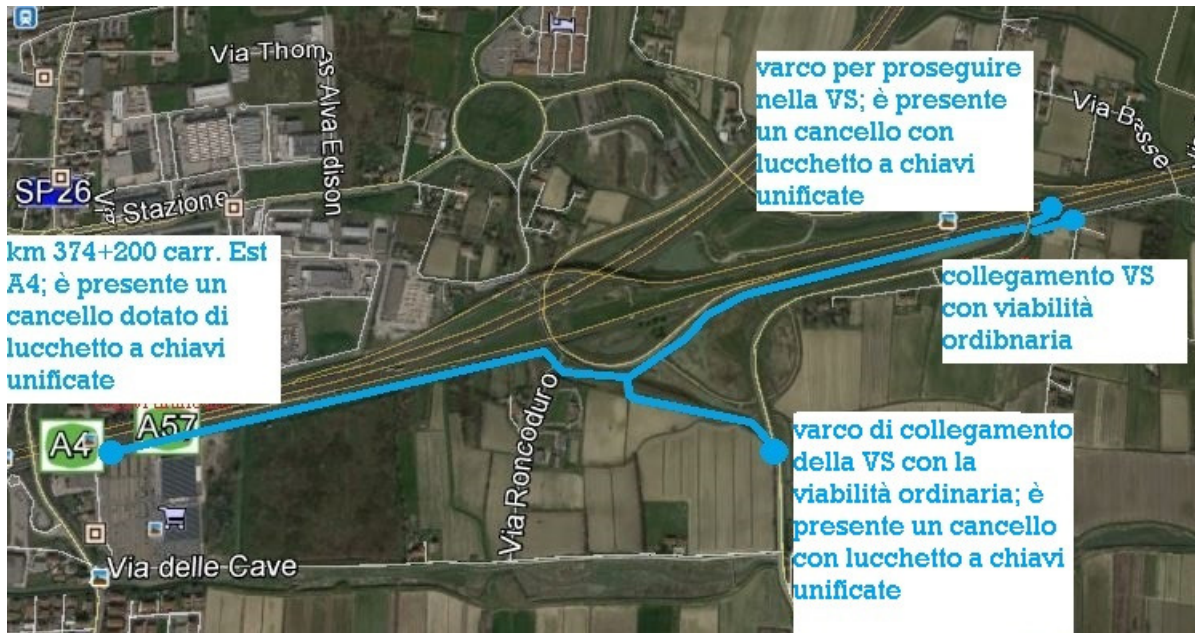 Via Thomas Alva Edison
varco per proseguire
nella VS; è presente
un cancello con
lucchetto a chiavi
unificate
Via Basse
SP 26
Via Stazione
km 374+200 carr. Est
A4; è presente un
cancello dotato di
lucchetto a chiavi
unificate
collegamento VS
con viabilità
ordibnaria
A4
A57
Via Roncoduro
varco di collegamento
della VS con la
viabilità ordinaria; è
presente un cancello
con lucchetto a chiavi
unificate
Via delle Cave